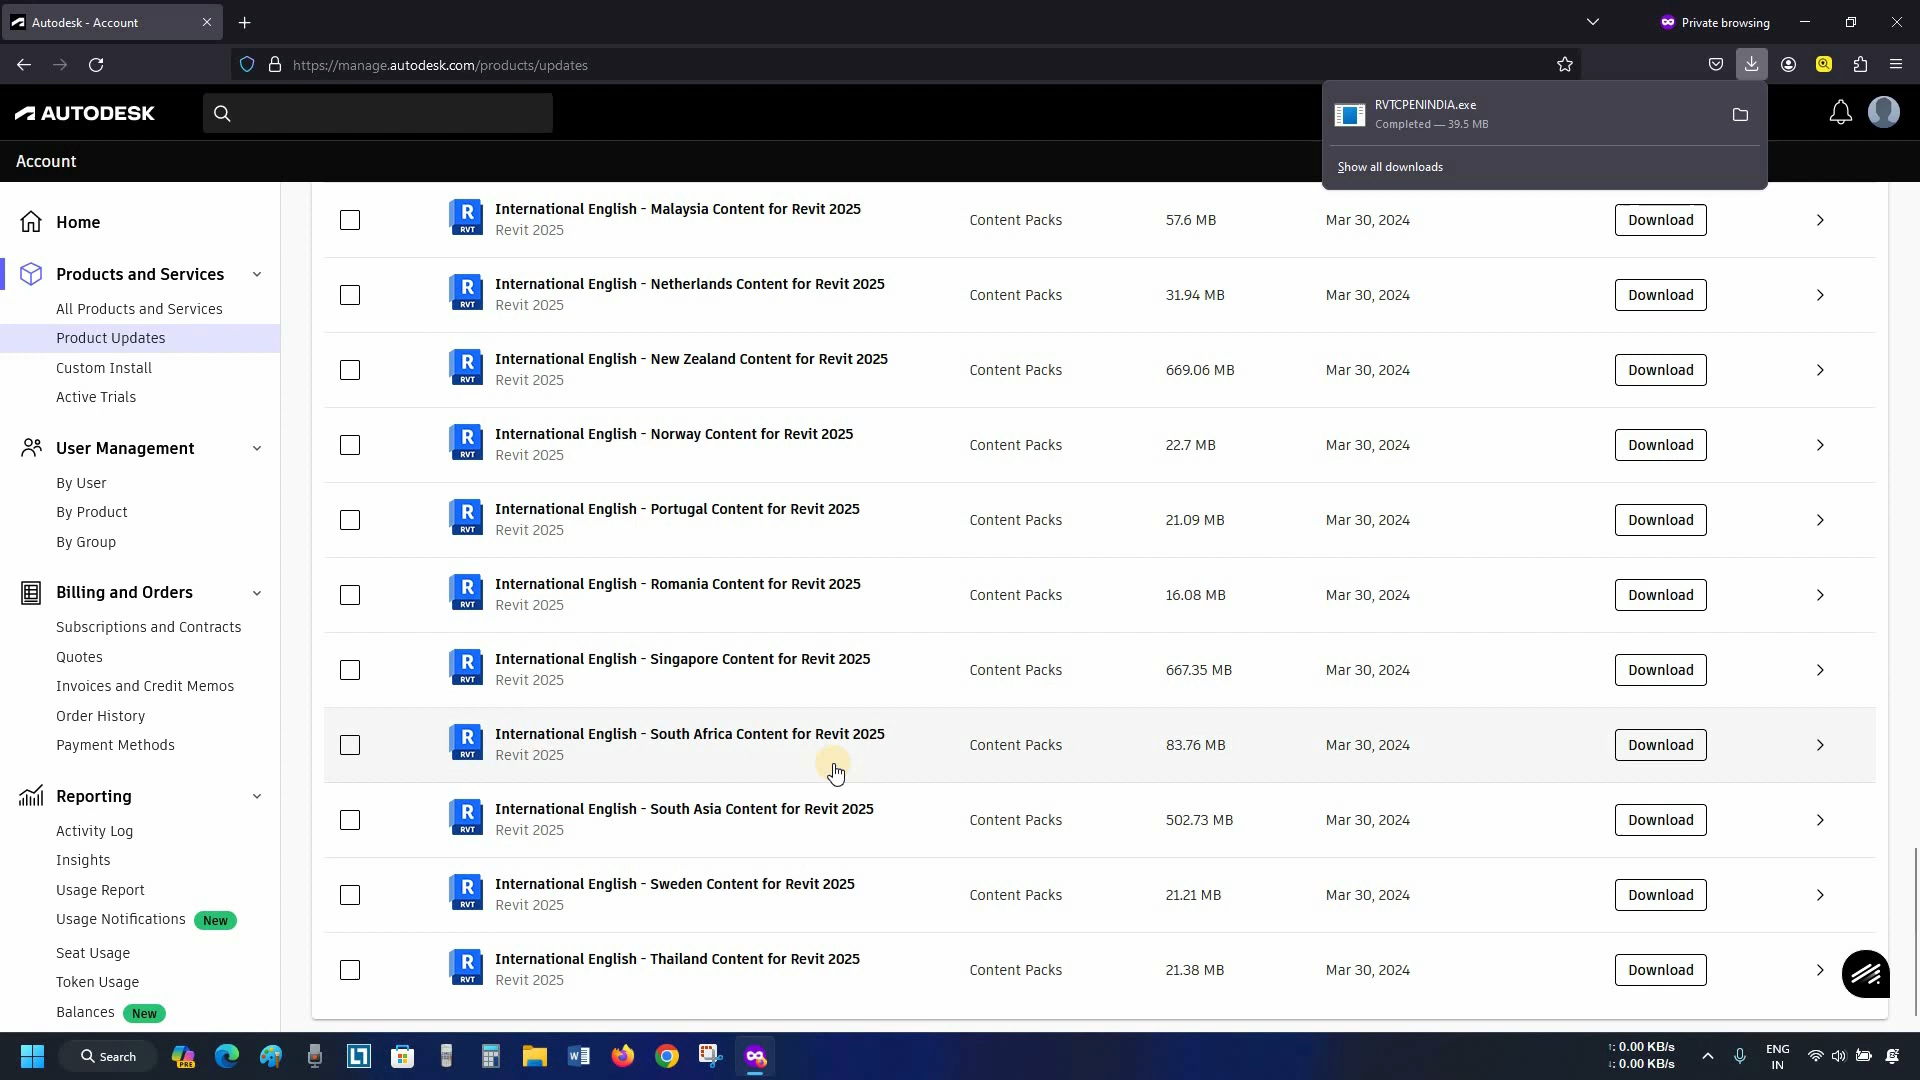 Autodesk - Account
Private browsing
https://manage.autodesk.com/products/updates
RVTCPENINDIA.exe
Completed — 39.5 MB
Show all downloads
AUTODESK
Account
Home
Products and Services
All Products and Services
Product Updates
Custom Install
Active Trials
User Management
By User
By Product
By Group
Billing and Orders
Subscriptions and Contracts
Quotes
Invoices and Credit Memos
Order History
Payment Methods
Reporting
Activity Log
Insights
Usage Report
Usage Notifications New
Seat Usage
Token Usage
Balances New
International English - Malaysia Content for Revit 2025
Revit 2025
Content Packs 57.6 MB Mar 30, 2024 Download
International English - Netherlands Content for Revit 2025
Revit 2025
Content Packs 31.94 MB Mar 30, 2024 Download
International English - New Zealand Content for Revit 2025
Revit 2025
Content Packs 669.06 MB Mar 30, 2024 Download
International English - Norway Content for Revit 2025
Revit 2025
Content Packs 22.7 MB Mar 30, 2024 Download
International English - Portugal Content for Revit 2025
Revit 2025
Content Packs 21.09 MB Mar 30, 2024 Download
International English - Romania Content for Revit 2025
Revit 2025
Content Packs 16.08 MB Mar 30, 2024 Download
International English - Singapore Content for Revit 2025
Revit 2025
Content Packs 667.35 MB Mar 30, 2024 Download
International English - South Africa Content for Revit 2025
Revit 2025
Content Packs 83.76 MB Mar 30, 2024 Download
International English - South Asia Content for Revit 2025
Revit 2025
Content Packs 502.73 MB Mar 30, 2024 Download
International English - Sweden Content for Revit 2025
Revit 2025
Content Packs 21.21 MB Mar 30, 2024 Download
International English - Thailand Content for Revit 2025
Revit 2025
Content Packs 21.38 MB Mar 30, 2024 Download
Search
↑: 0.00 KB/s
↓: 0.00 KB/s
ENG
IN